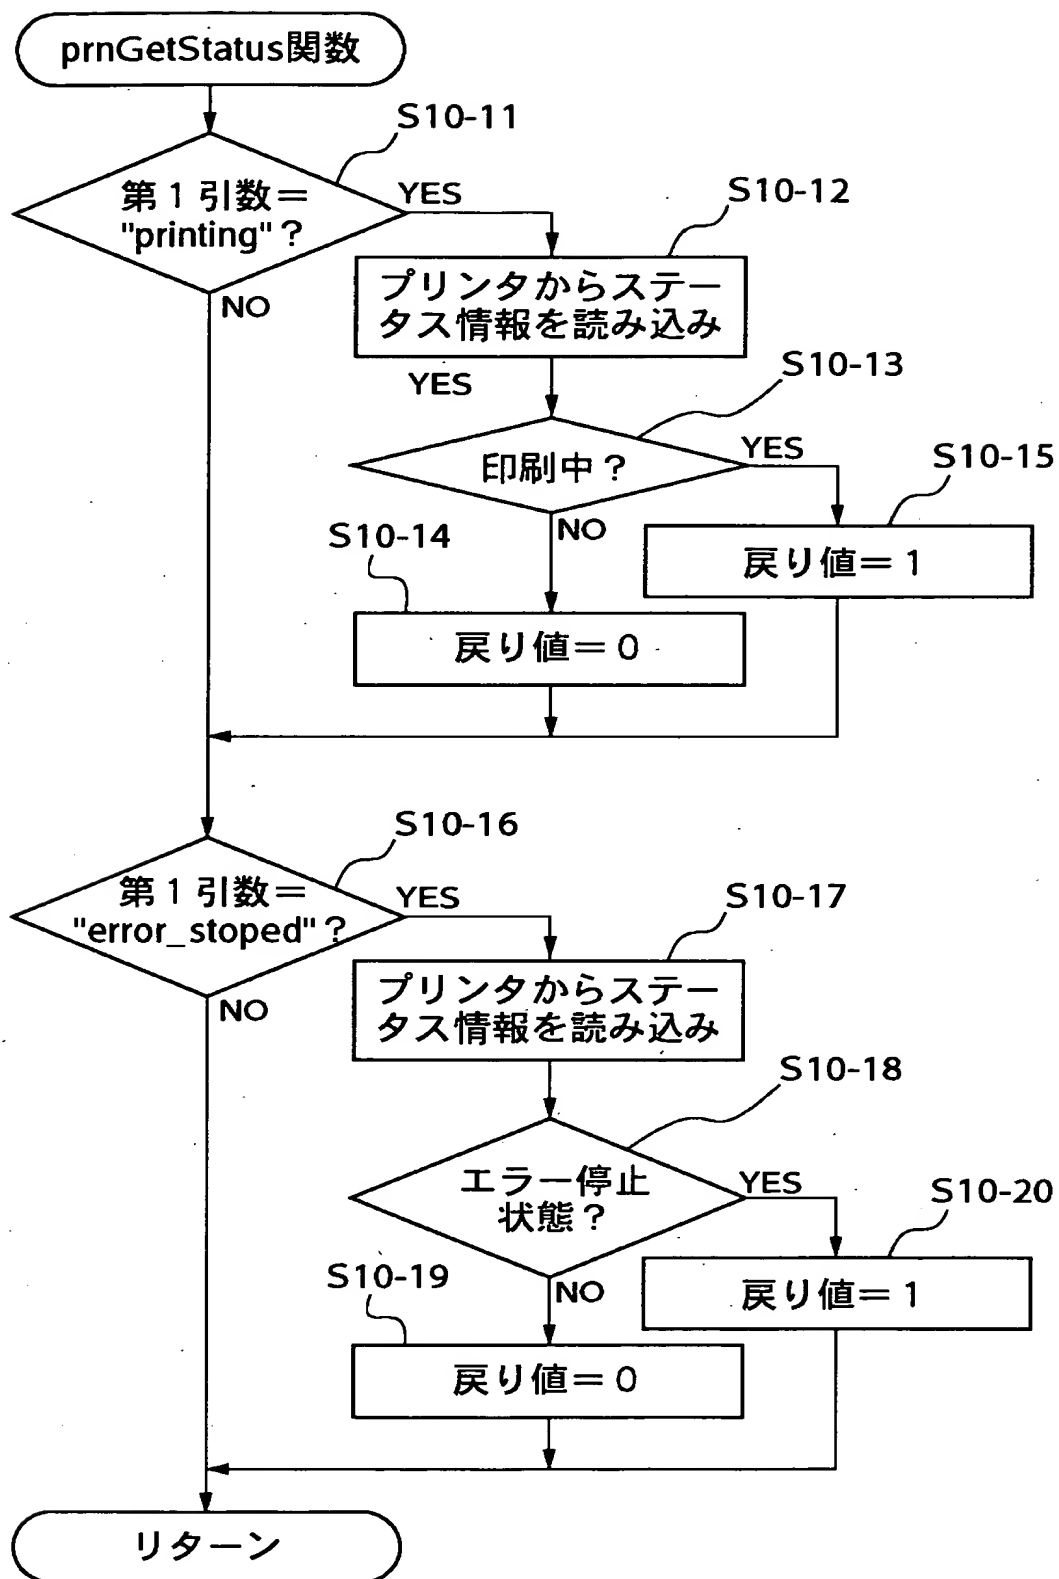 prnGetStatus関数
S10-11
第1引数＝
"printing"？
YES
S10-12
NO
プリンタからステー
タス情報を読み込み
YES
S10-13
印刷中？
YES
S10-15
NO
S10-14
戻り値＝1
戻り値＝0
S10-16
第1引数＝
"error_stoped"？
YES
S10-17
NO
プリンタからステー
タス情報を読み込み
S10-18
エラー停止
状態？
YES
S10-20
NO
S10-19
戻り値＝1
戻り値＝0
リターン